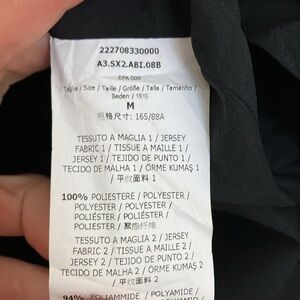 222708330000
A3.SX2.ABI.08B
EPA.000
Taglia / Size / Taille / Größe / Talla / Tamanho /
Beden / 规格
M
规格尺寸: 165/88A
TESSUTO A MAGLIA 1 / JERSEY
FABRIC 1 / TISSUE A MAILLE 1 /
JERSEY 1 / TEJIDO DE PUNTO 1 /
TECIDO DE MALHA 1 / ÖRME KUMAŞ 1
/ 平纹面料 1
100% POLIESTERE / POLYESTER /
POLYESTER / POLYESTER /
POLIÉSTER / POLIÉSTER /
POLİESTER / 聚酯纤维
TESSUTO A MAGLIA 2 / JERSEY
FABRIC 2 / TISSUE A MAILLE 2 /
JERSEY 2 / TEJIDO DE PUNTO 2 /
TECIDO DE MALHA 2 / ÖRME KUMAŞ 2
/ 平纹面料 2
94% POLIAMMIDE / POLYAMIDE /